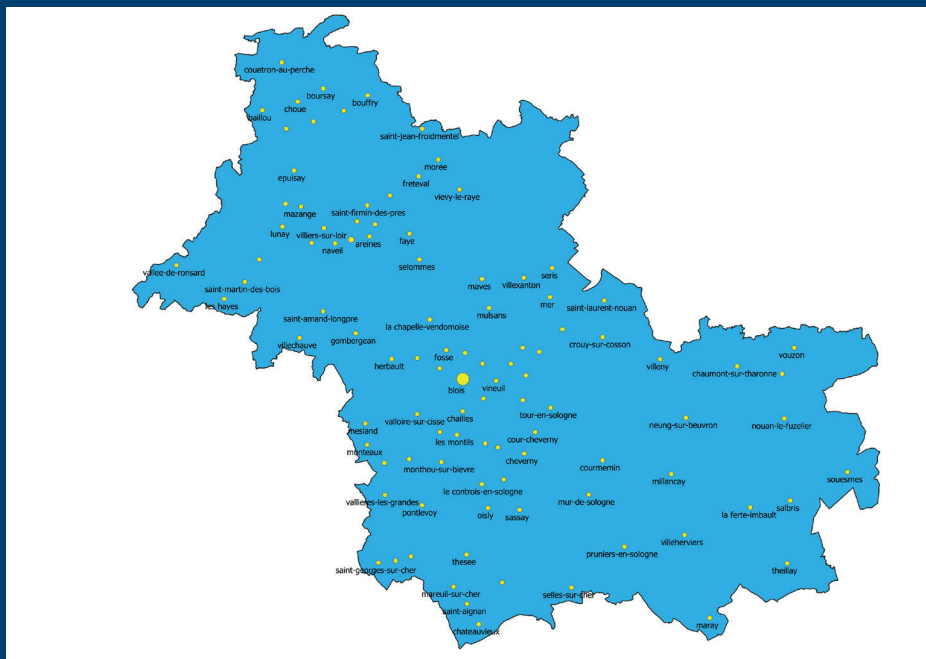 couetron-au-perche
boursay
bouffry
choue
baillou
saint-jean-froidmentel
moree
epuisay
freteval
vievy-le-raye
mazange
saint-firmin-des-pres
lunay
villiers-sur-loir
areines
faye
naveil
selommes
vallee-de-ronsard
seris
saint-martin-des-bois
maves
villexanton
les hayes
mer
saint-laurent-nouan
saint-amand-longpre
mulsans
la chapelle-vendomoise
gombergean
villechauve
crouy-sur-cosson
fosse
herbault
villeny
vouzon
chaumont-sur-tharonne
blois
vineuil
valloire-sur-cisse
chailles
tour-en-sologne
neung-sur-beuvron
nouan-le-fuzelier
mesland
les montils
cour-cheverny
monteaux
cheverny
monthou-sur-bievre
courmemin
millancay
souesmes
le controis-en-sologne
vallieres-les-grandes
mur-de-sologne
pontlevoy
oisly
sassay
la ferte-imbault
salbris
villeherviers
pruniers-en-sologne
thesee
saint-georges-sur-cher
theillay
mareuil-sur-cher
selles-sur-cher
saint-aignan
maray
chateauvieux